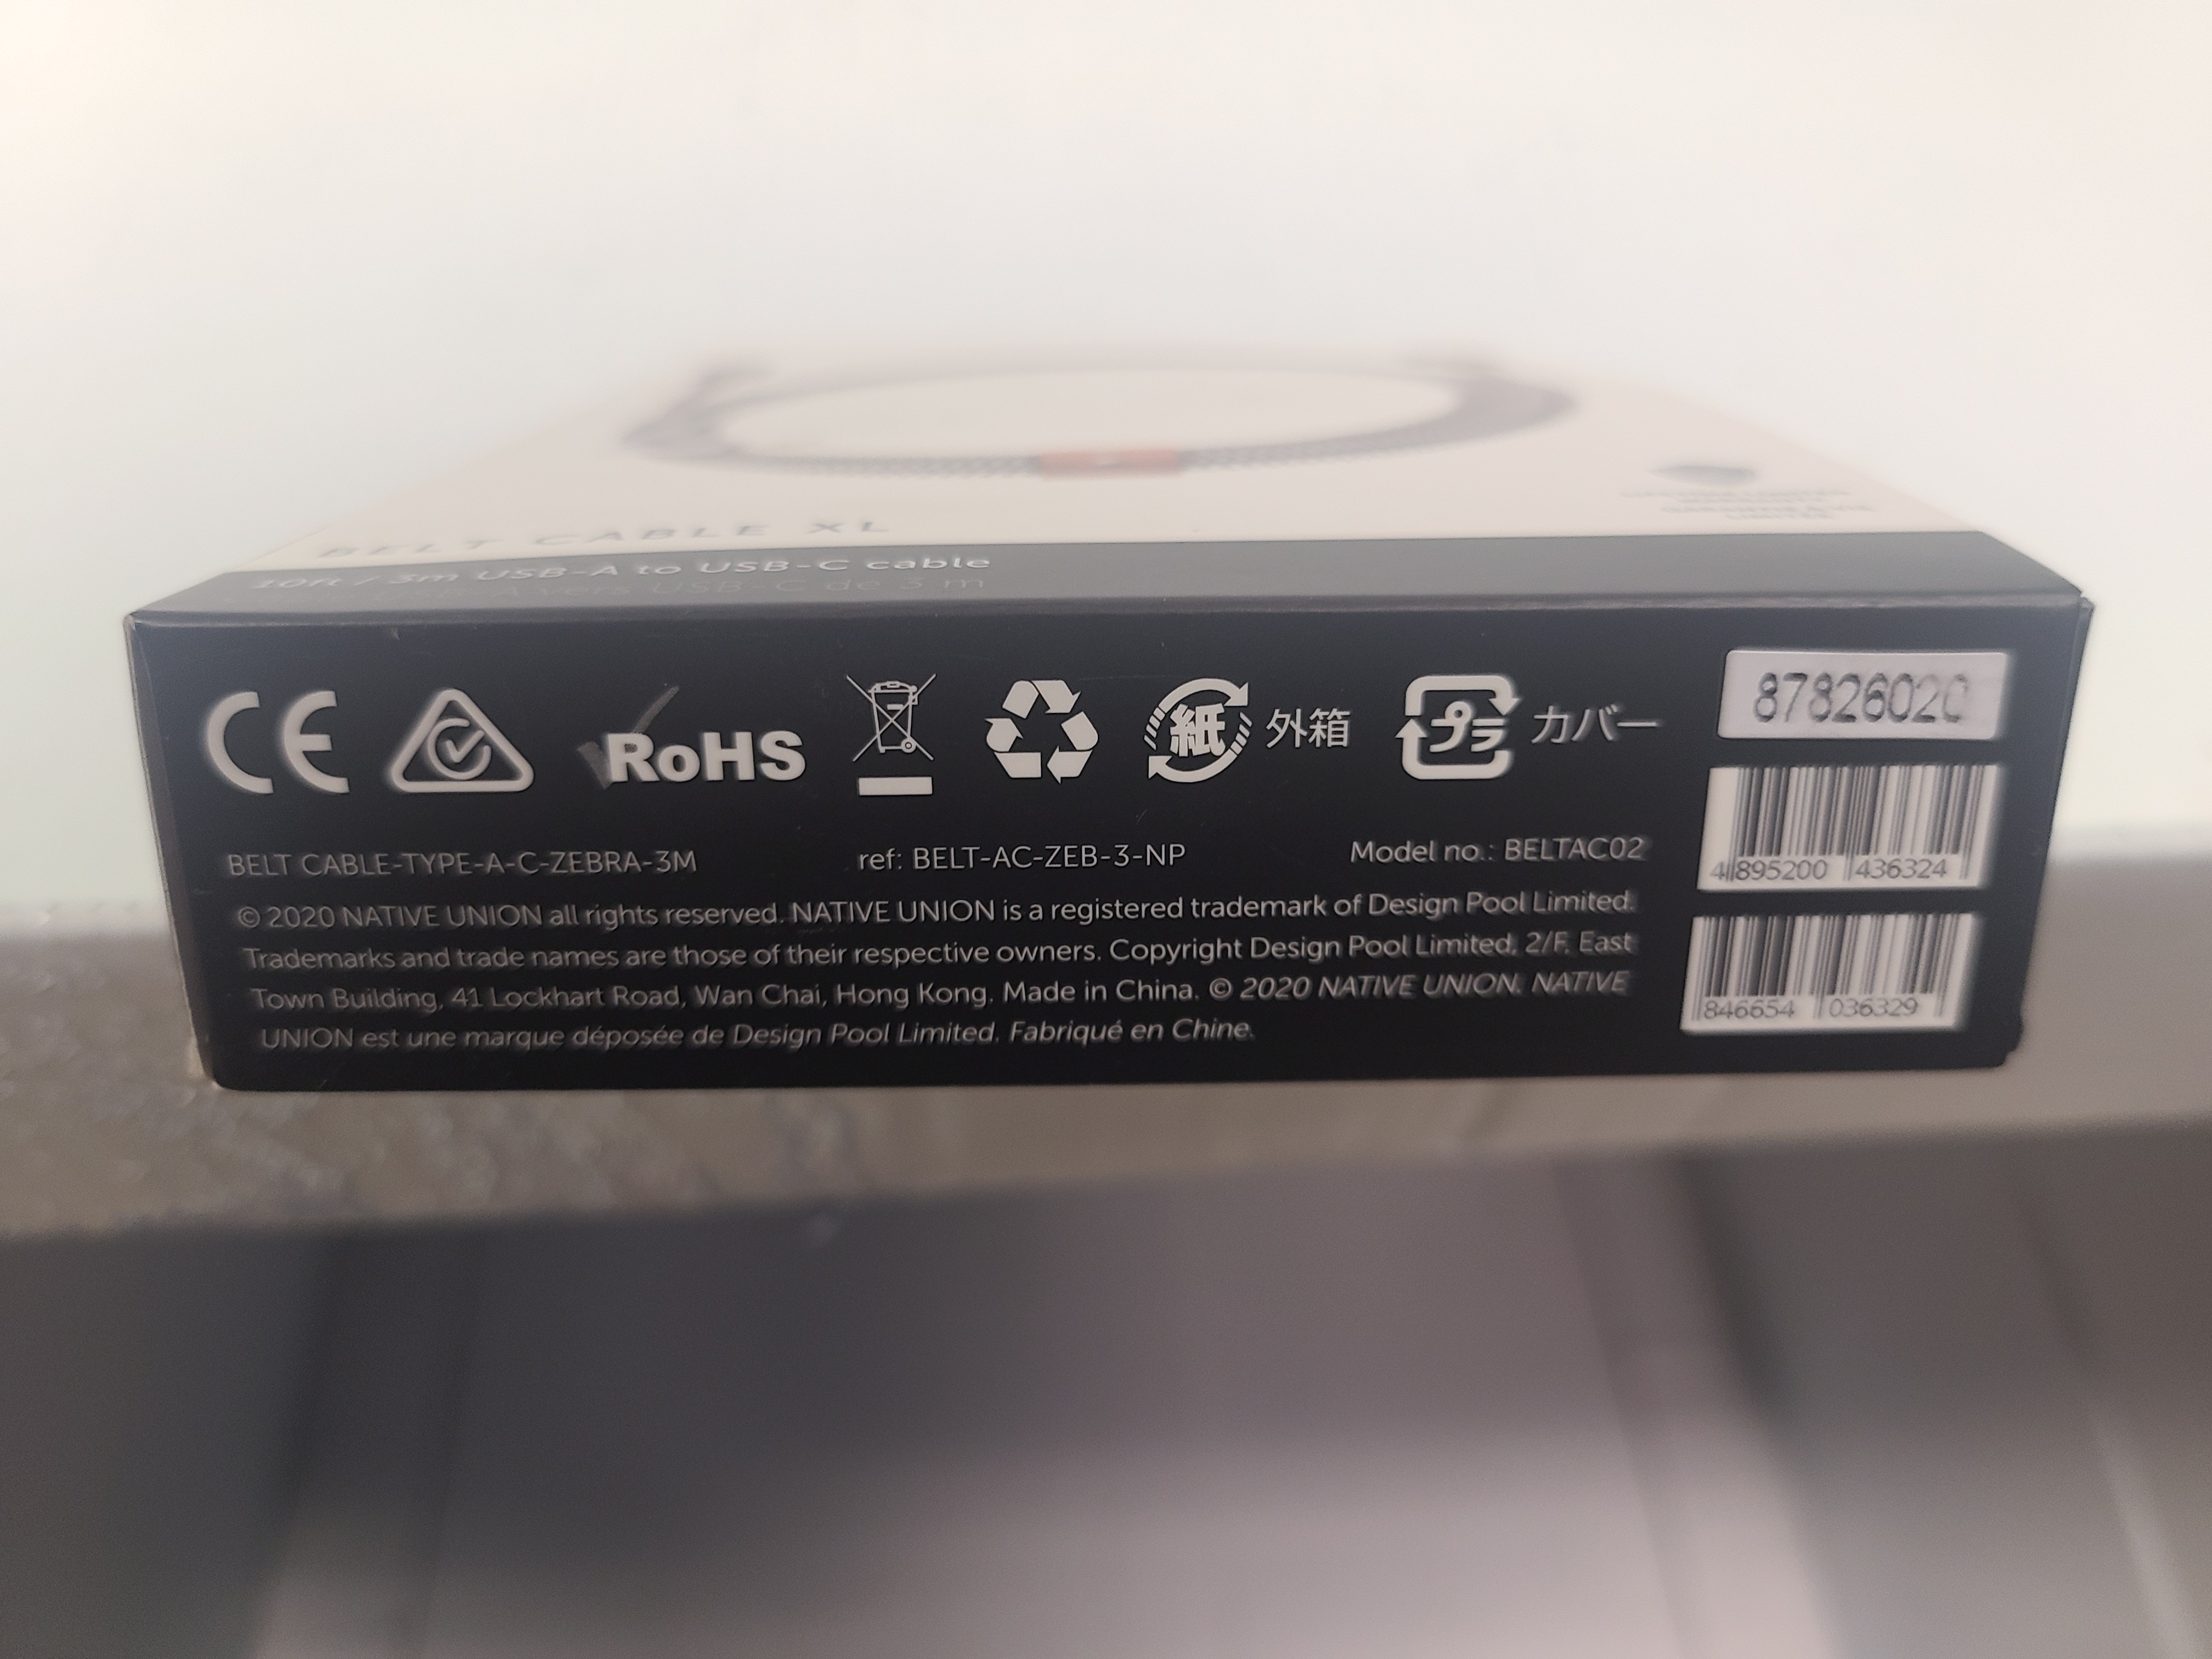 BELT CABLE XL
10ft / 3m USB-A to USB-C cable
USB-A vers USB-C de 3 m
CE
RoHS
紙 外箱
プラ カバー
87826020
BELT CABLE-TYPE-A-C-ZEBRA-3M ref: BELT-AC-ZEB-3-NP Model no.: BELTAC02
© 2020 NATIVE UNION all rights reserved. NATIVE UNION is a registered trademark of Design Pool Limited.
Trademarks and trade names are those of their respective owners. Copyright Design Pool Limited, 2/F, East
Town Building, 41 Lockhart Road, Wan Chai, Hong Kong. Made in China. © 2020 NATIVE UNION. NATIVE
UNION est une marque déposée de Design Pool Limited. Fabriqué en Chine.
4 895200 436324
846654 036329